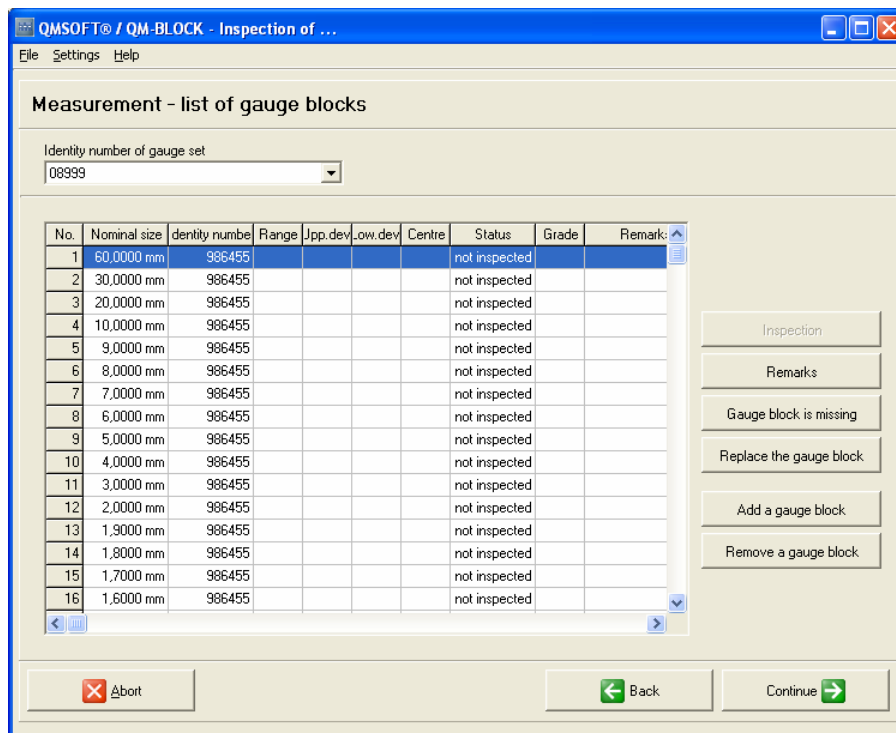 QMSOFT® / QM-BLOCK - Inspection of ...
File Settings Help
Measurement - list of gauge blocks
Identity number of gauge set
08999
No. Nominal size dentity numbe Range Jpp.dev .ow.dev Centre Status Grade Remark:
1 60,0000 mm 986455 not inspected
2 30,0000 mm 986455 not inspected
3 20,0000 mm 986455 not inspected
4 10,0000 mm 986455 not inspected
5 9,0000 mm 986455 not inspected
6 8,0000 mm 986455 not inspected
7 7,0000 mm 986455 not inspected
8 6,0000 mm 986455 not inspected
9 5,0000 mm 986455 not inspected
10 4,0000 mm 986455 not inspected
11 3,0000 mm 986455 not inspected
12 2,0000 mm 986455 not inspected
13 1,9000 mm 986455 not inspected
14 1,8000 mm 986455 not inspected
15 1,7000 mm 986455 not inspected
16 1,6000 mm 986455 not inspected
Inspection
Remarks
Gauge block is missing
Replace the gauge block
Add a gauge block
Remove a gauge block
Abort Back Continue